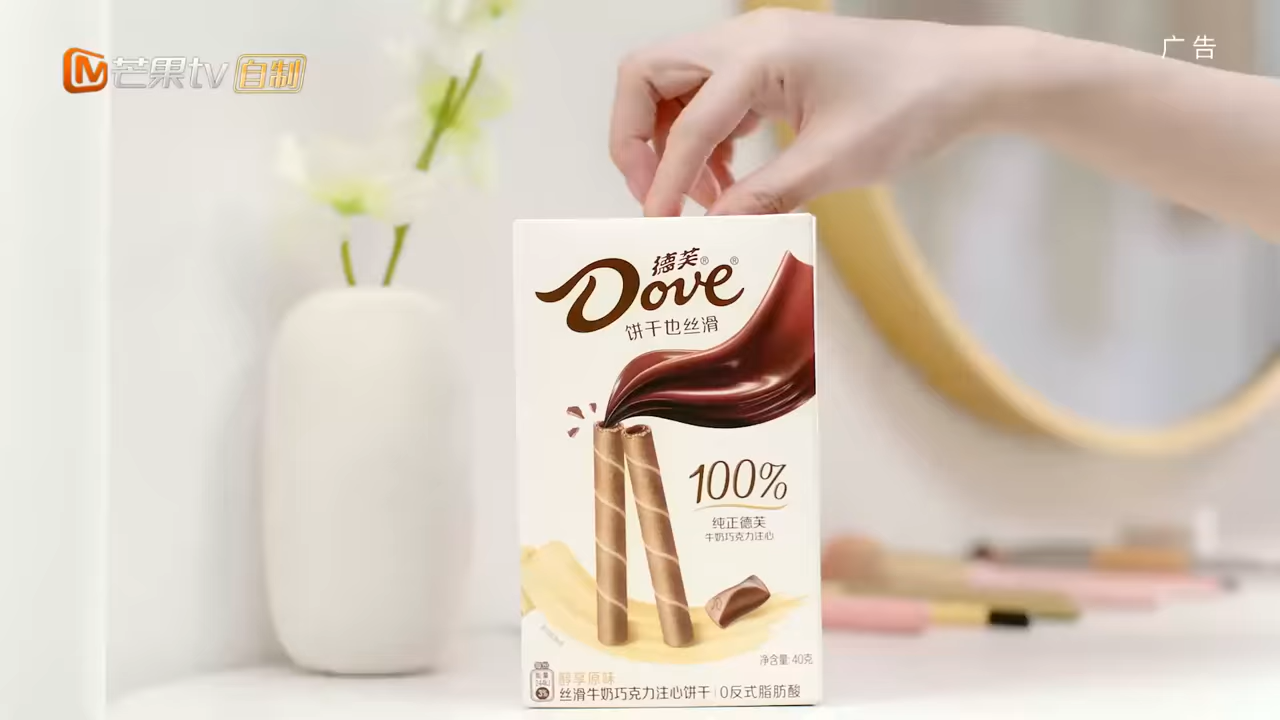 芒果tv 自制
广告
德芙®
Dove®
饼干也丝滑
100%
纯正德芙
牛奶巧克力注心
净含量: 40克
醇享原味
丝滑牛奶巧克力注心饼干 | 0反式脂肪酸